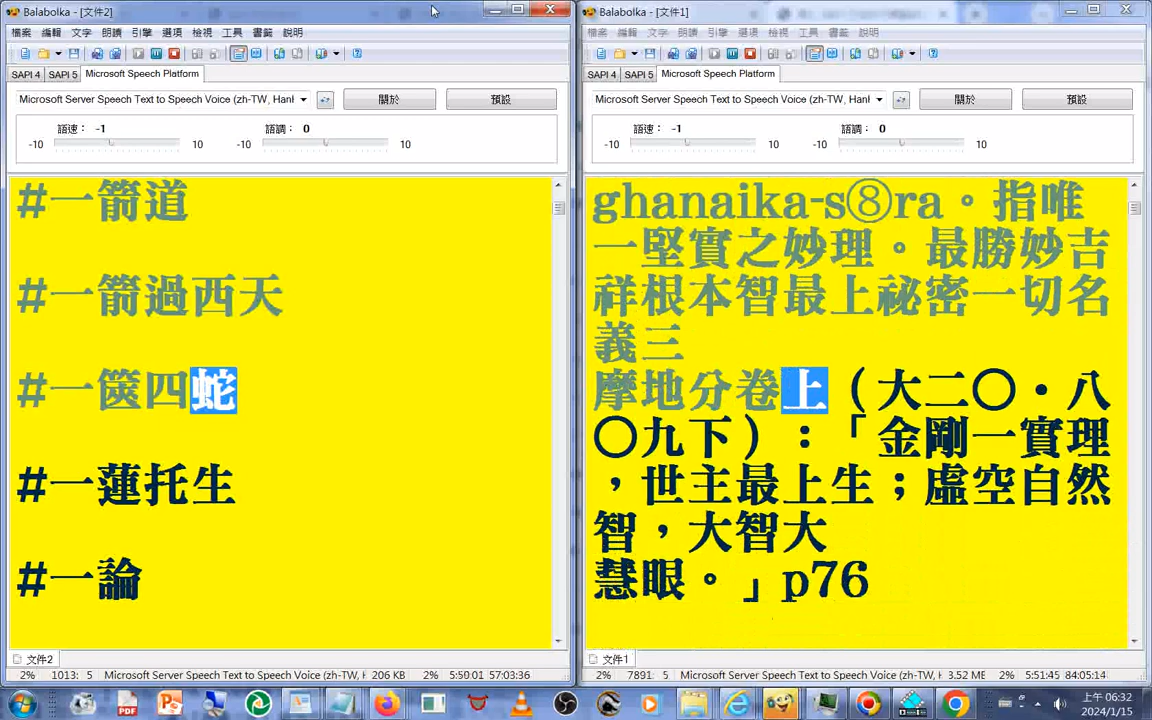 Balabolka - [文件2]
檔案 編輯 文字 朗讀 引擎 選項 檢視 工具 書籤 說明
SAPI 4 SAPI 5 Microsoft Speech Platform
Microsoft Server Speech Text to Speech Voice (zh-TW, Hanl
關於
預設
語速： -1
語調： 0
-10 10 -10 10
#一箭道
#一箭過西天
#一篋四蛇
#一蓮托生
#一論
文件2
2% 1013: 5 Microsoft Server Speech Text to Speech Voice (zh-TW, H 206 KB 2% 5:59:01 57:03:36
Balabolka - [文件1]
檔案 編輯 文字 朗讀 引擎 選項 檢視 工具 書籤 說明
SAPI 4 SAPI 5 Microsoft Speech Platform
Microsoft Server Speech Text to Speech Voice (zh-TW, Hanl
關於
預設
語速： -1
語調： 0
-10 10 -10 10
ghanaika-s⑧ra。指唯
一堅實之妙理。最勝妙吉
祥根本智最上祕密一切名
義三
摩地分卷上（大二〇・八
〇九下）：「金剛一實理
，世主最上生；虛空自然
智，大智大
慧眼。」p76
文件1
2% 7891: 5 Microsoft Server Speech Text to Speech Voice (zh-TW, H 3.52 MB 2% 5:51:45 84:05:14
上午 06:32
2024/1/15